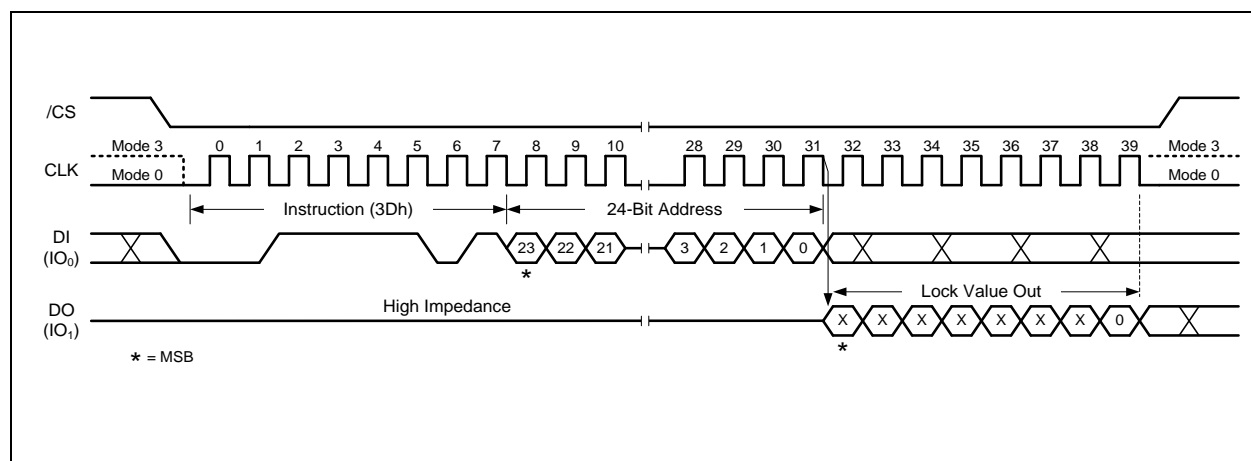 /CS
Mode 3 0 1 2 3 4 5 6 7 8 9 10 28 29 30 31 32 33 34 35 36 37 38 39 Mode 3
CLK
Mode 0 Mode 0
Instruction (3Dh) 24-Bit Address
DI
(IO₀)
23 22 21 3 2 1 0
*
High Impedance Lock Value Out
DO
(IO₁)
X X X X X X X 0
*
* = MSB